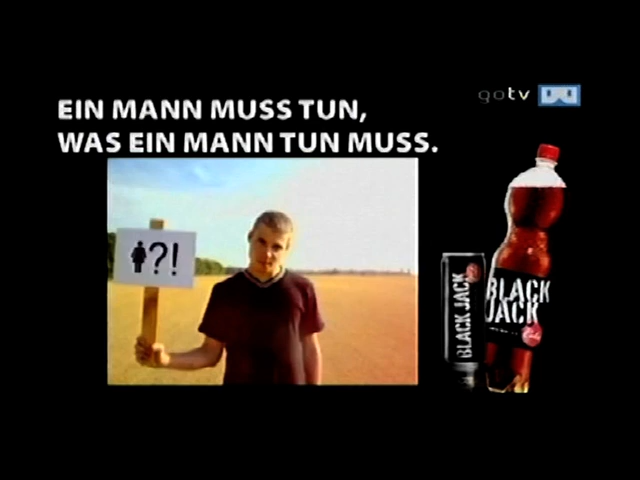 gotv
EIN MANN MUSS TUN,
WAS EIN MANN TUN MUSS.
?!
BLACK JACK
BLACK
JACK